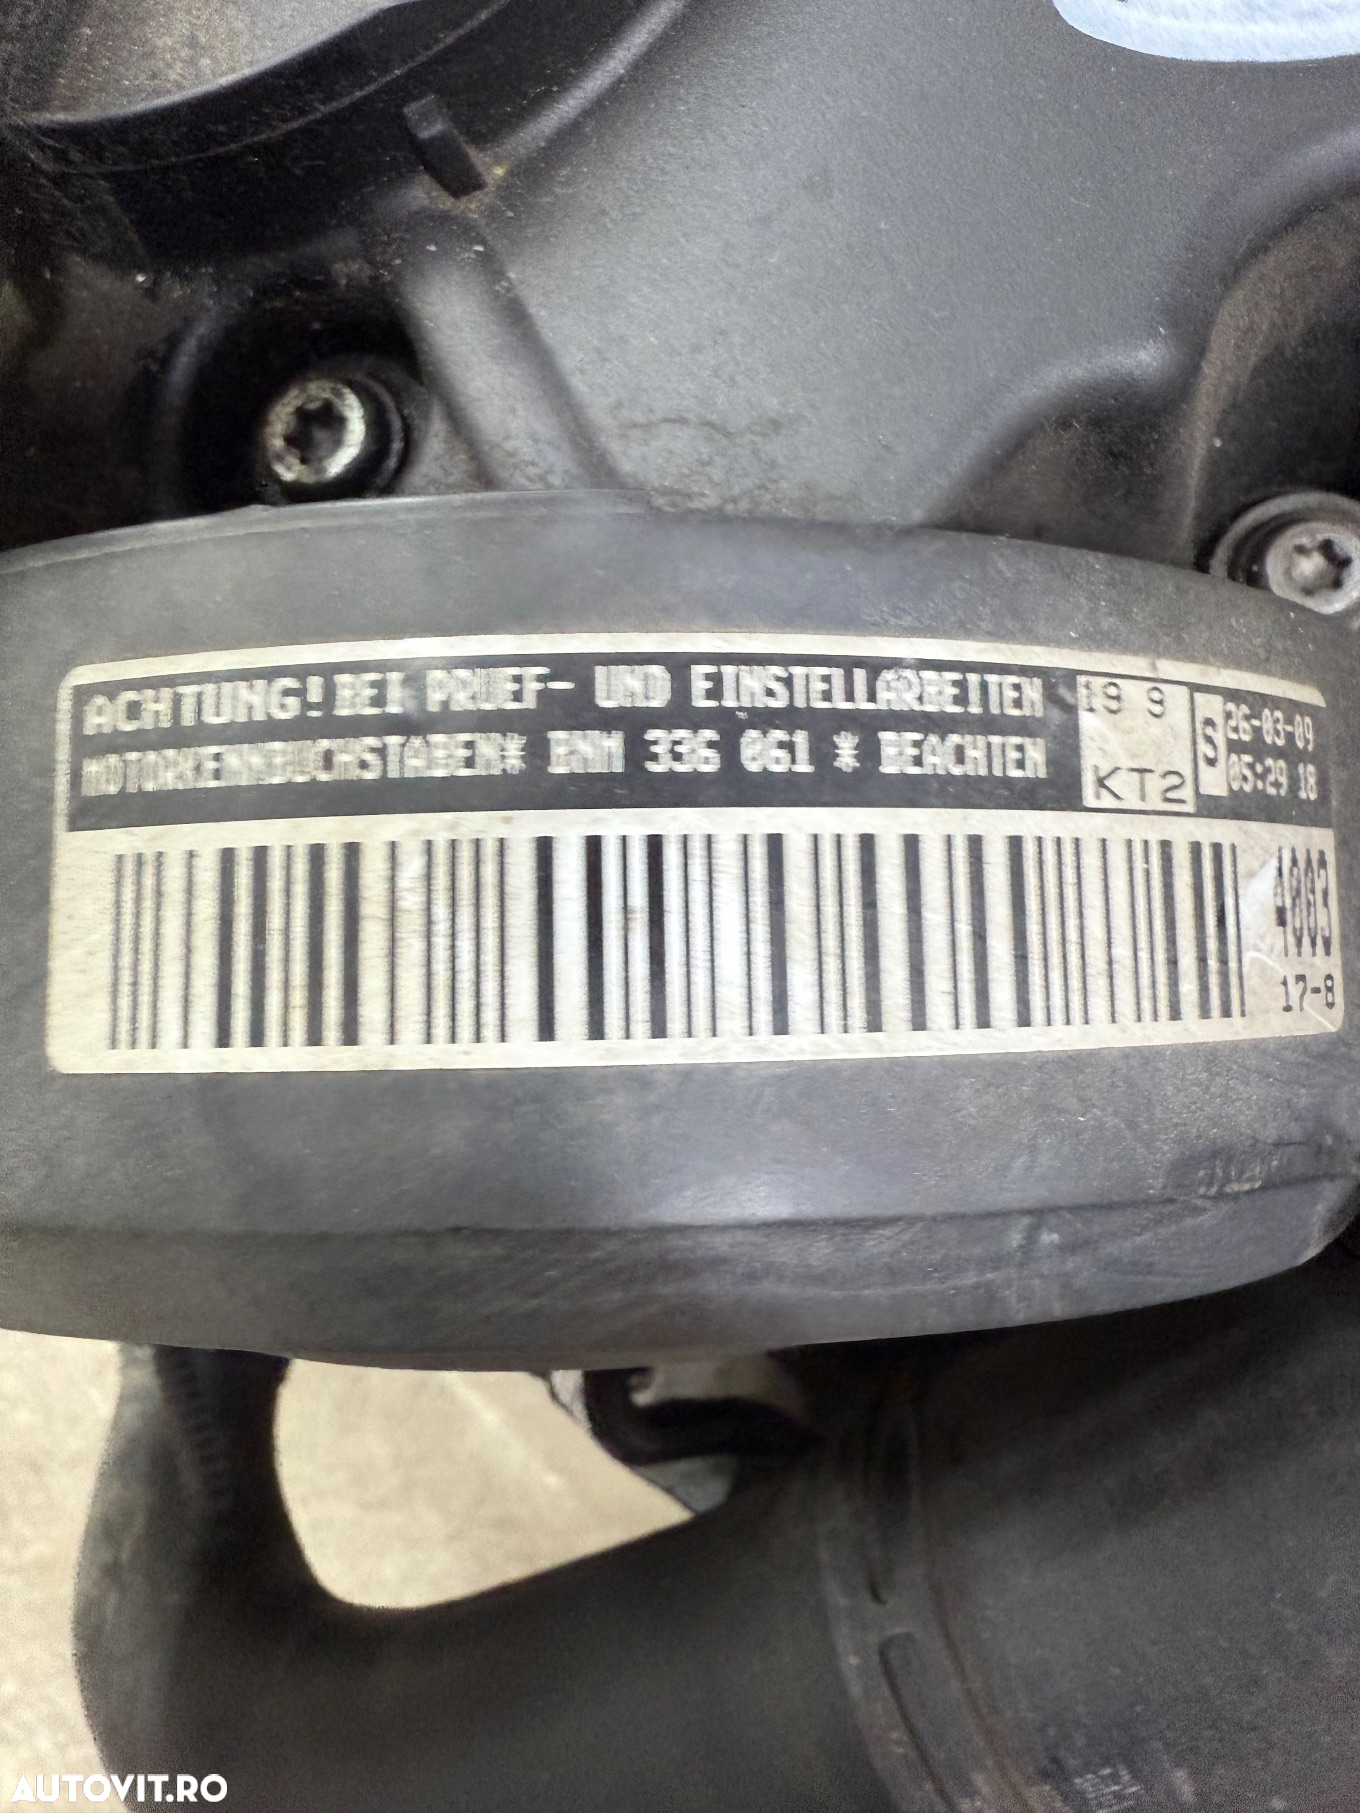 ACHTUNG! BEI PRUEF- UND EINSTELLARBEITEN
MOTORKENNBUCHSTABEN* BNM 336 061 * BEACHTEN
19 9
KT2
S
26-03-09
05:29 18
4003
17-8
AUTOVIT.RO